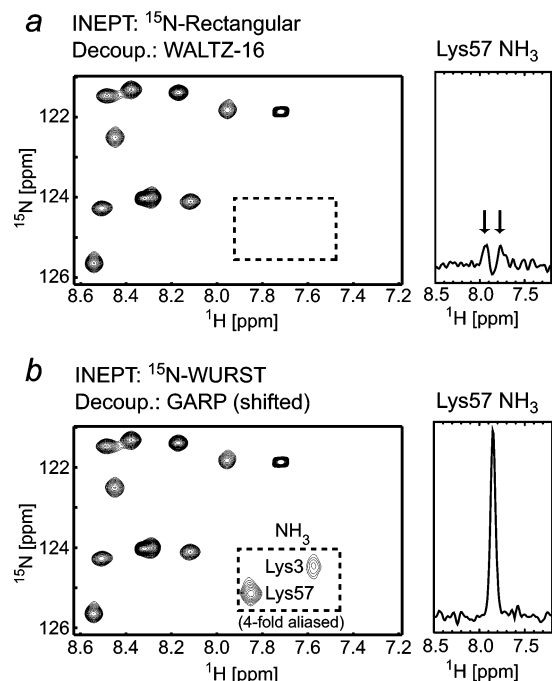 a
INEPT: ¹⁵N-Rectangular
Decoup.: WALTZ-16
Lys57 NH₃
122
124
126
¹⁵N [ppm]
8.6 8.4 8.2 8.0 7.8 7.6 7.4 7.2
¹H [ppm]
8.5 8.0 7.5
¹H [ppm]
b
INEPT: ¹⁵N-WURST
Decoup.: GARP (shifted)
Lys57 NH₃
122
124
126
¹⁵N [ppm]
NH₃
Lys3
Lys57
(4-fold aliased)
8.6 8.4 8.2 8.0 7.8 7.6 7.4 7.2
¹H [ppm]
8.5 8.0 7.5
¹H [ppm]